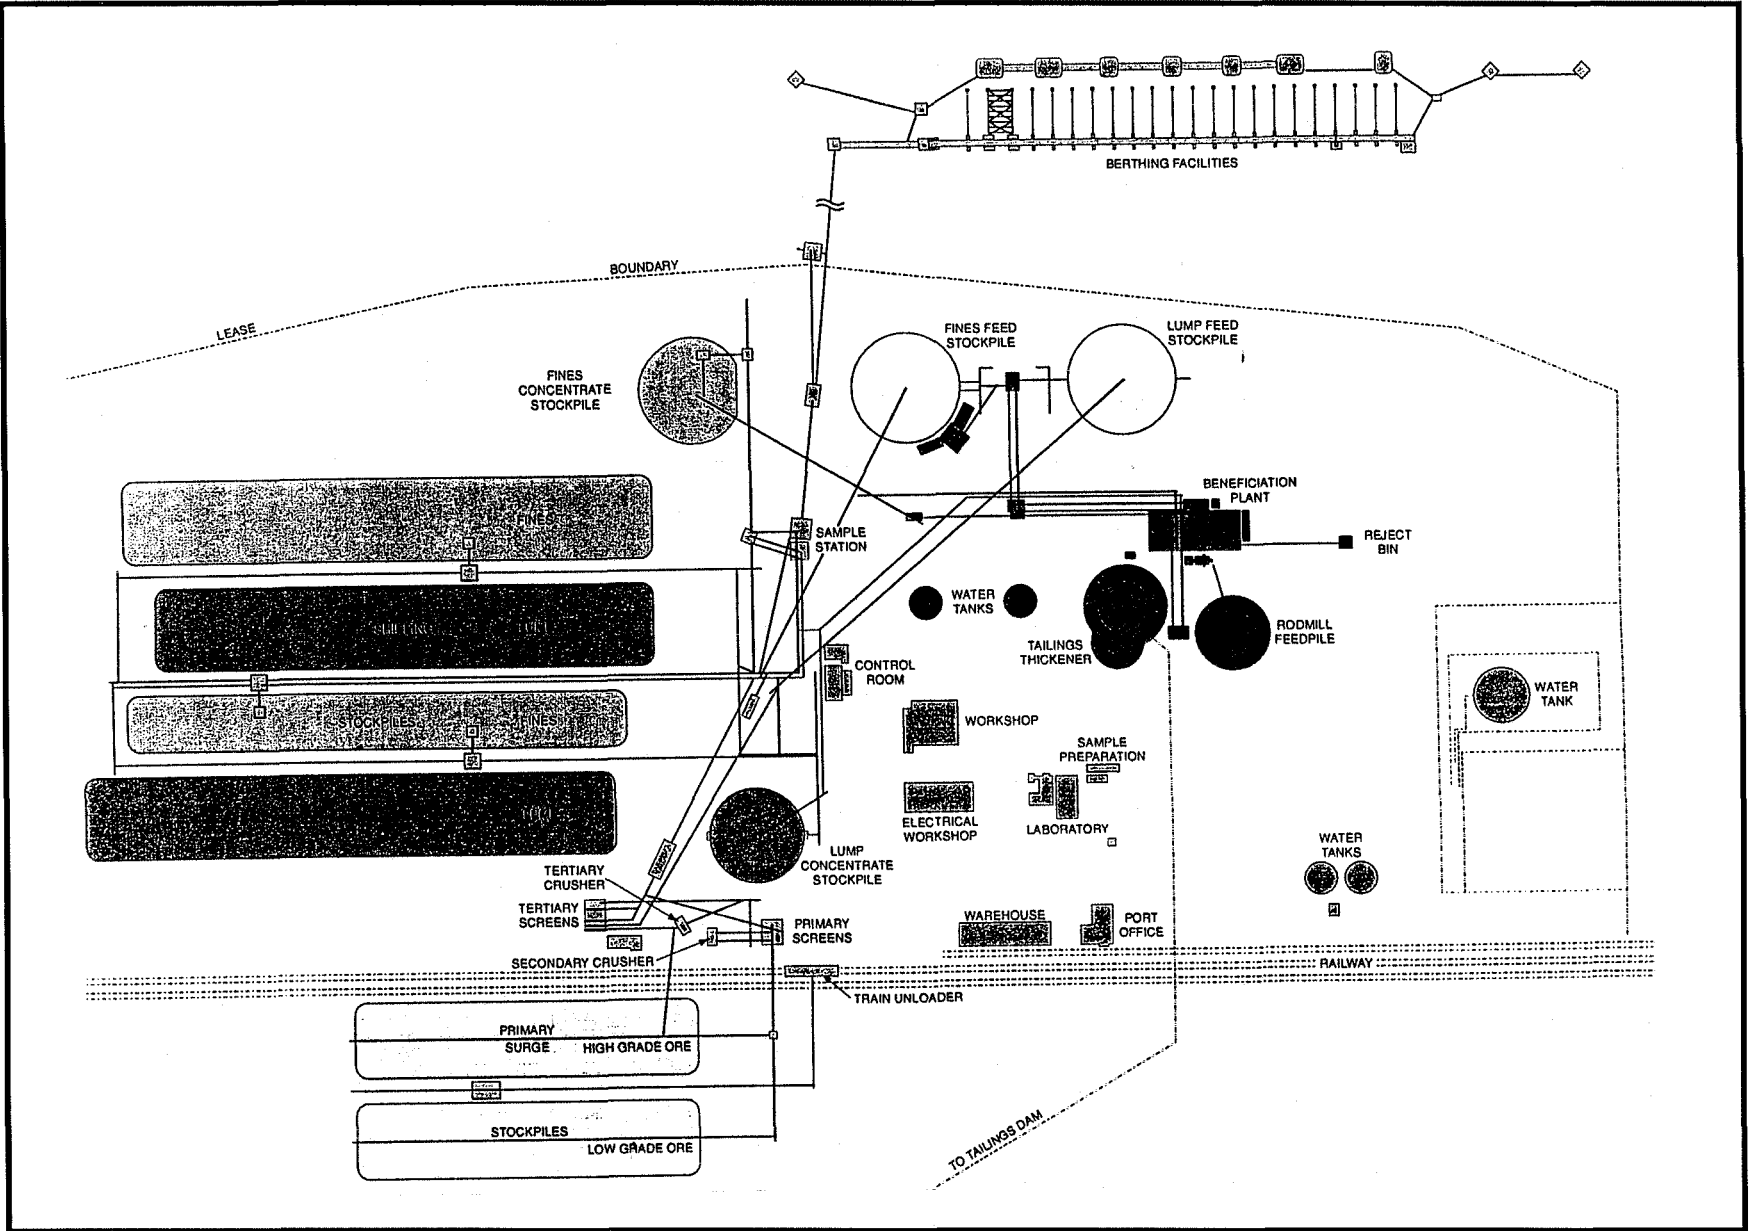 BERTHING FACILITIES
BOUNDARY
LEASE
FINES FEED
STOCKPILE
LUMP FEED
STOCKPILE
FINES
CONCENTRATE
STOCKPILE
BENEFICIATION
PLANT
FINES
SAMPLE
STATION
REJECT
BIN
WATER
TANKS
SHIPPING
RODMILL
FEEDPILE
TAILINGS
THICKENER
CONTROL
ROOM
WATER
TANK
STOCKPILES
FINES
WORKSHOP
SAMPLE
PREPARATION
ELECTRICAL
WORKSHOP
LABORATORY
WATER
TANKS
LUMP
CONCENTRATE
STOCKPILE
TERTIARY
CRUSHER
TERTIARY
SCREENS
PRIMARY
SCREENS
WAREHOUSE
PORT
OFFICE
SECONDARY CRUSHER
RAILWAY
TRAIN UNLOADER
PRIMARY
SURGE
HIGH GRADE ORE
STOCKPILES
LOW GRADE ORE
TO TAILINGS DAM